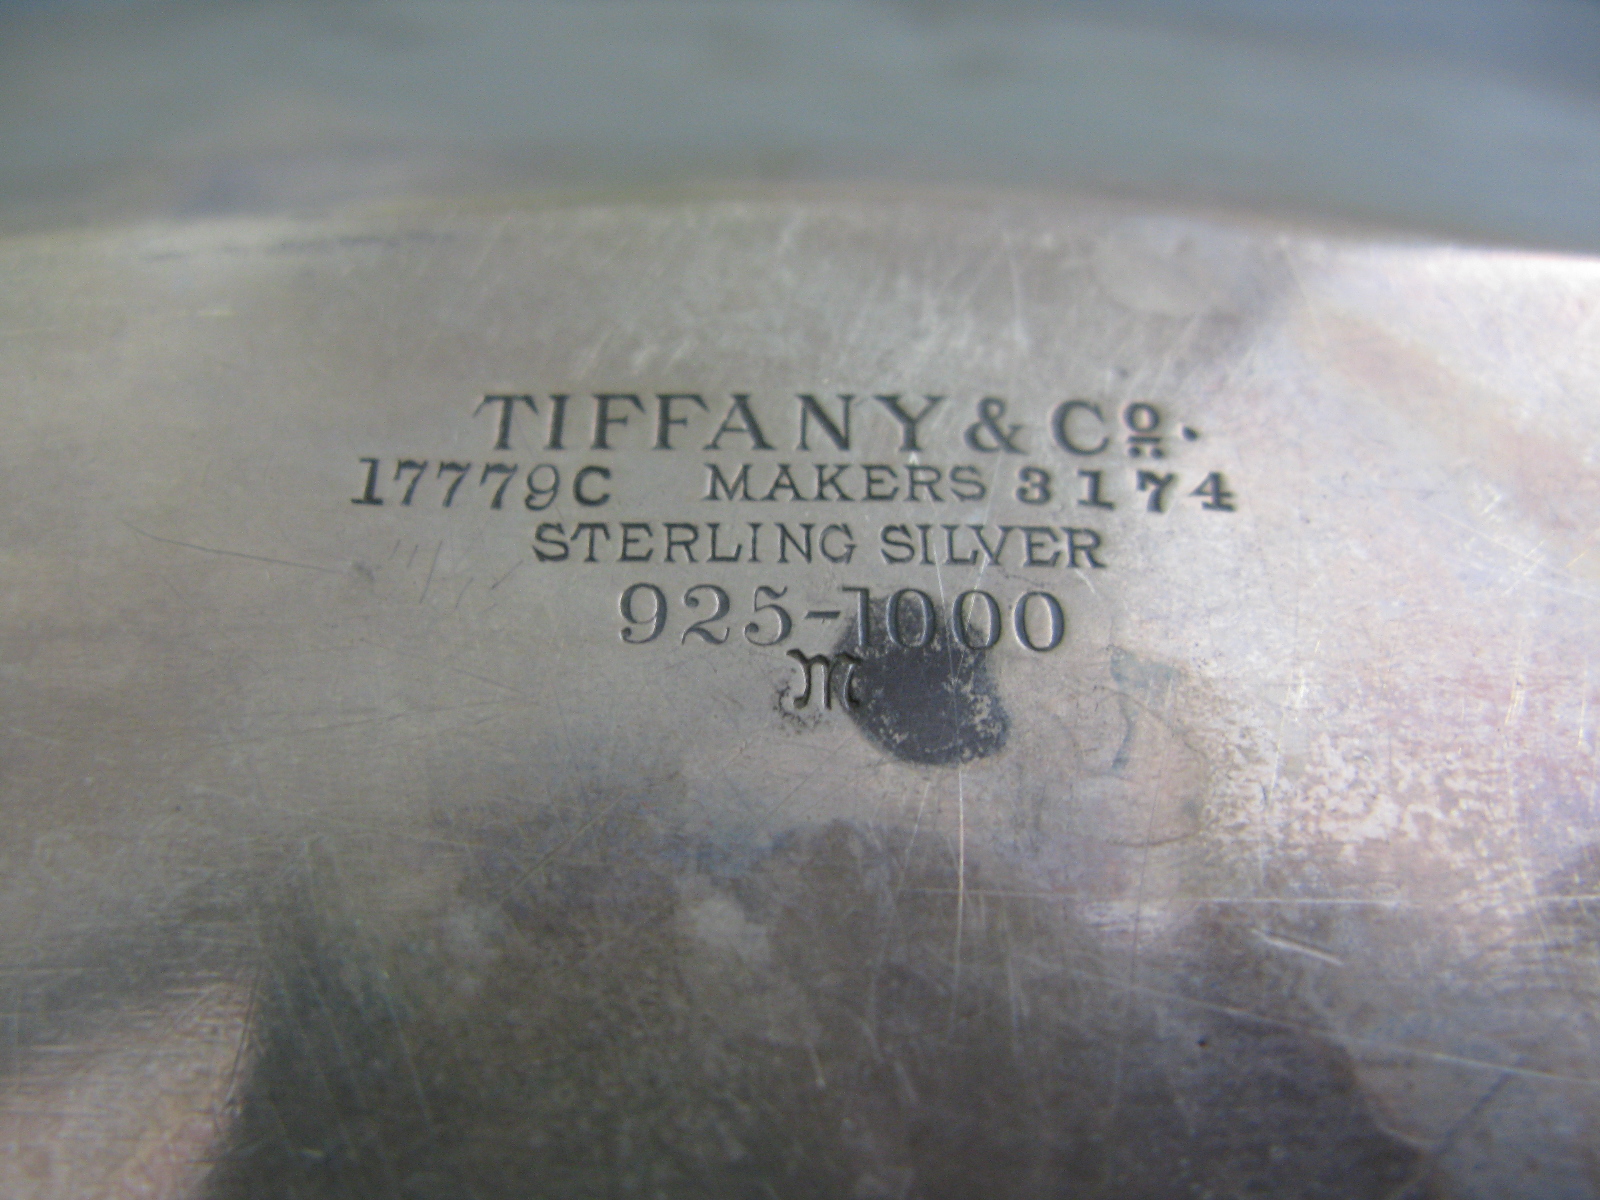 TIFFANY & Cº.
17779C MAKERS 3174
STERLING SILVER
925-1000
M